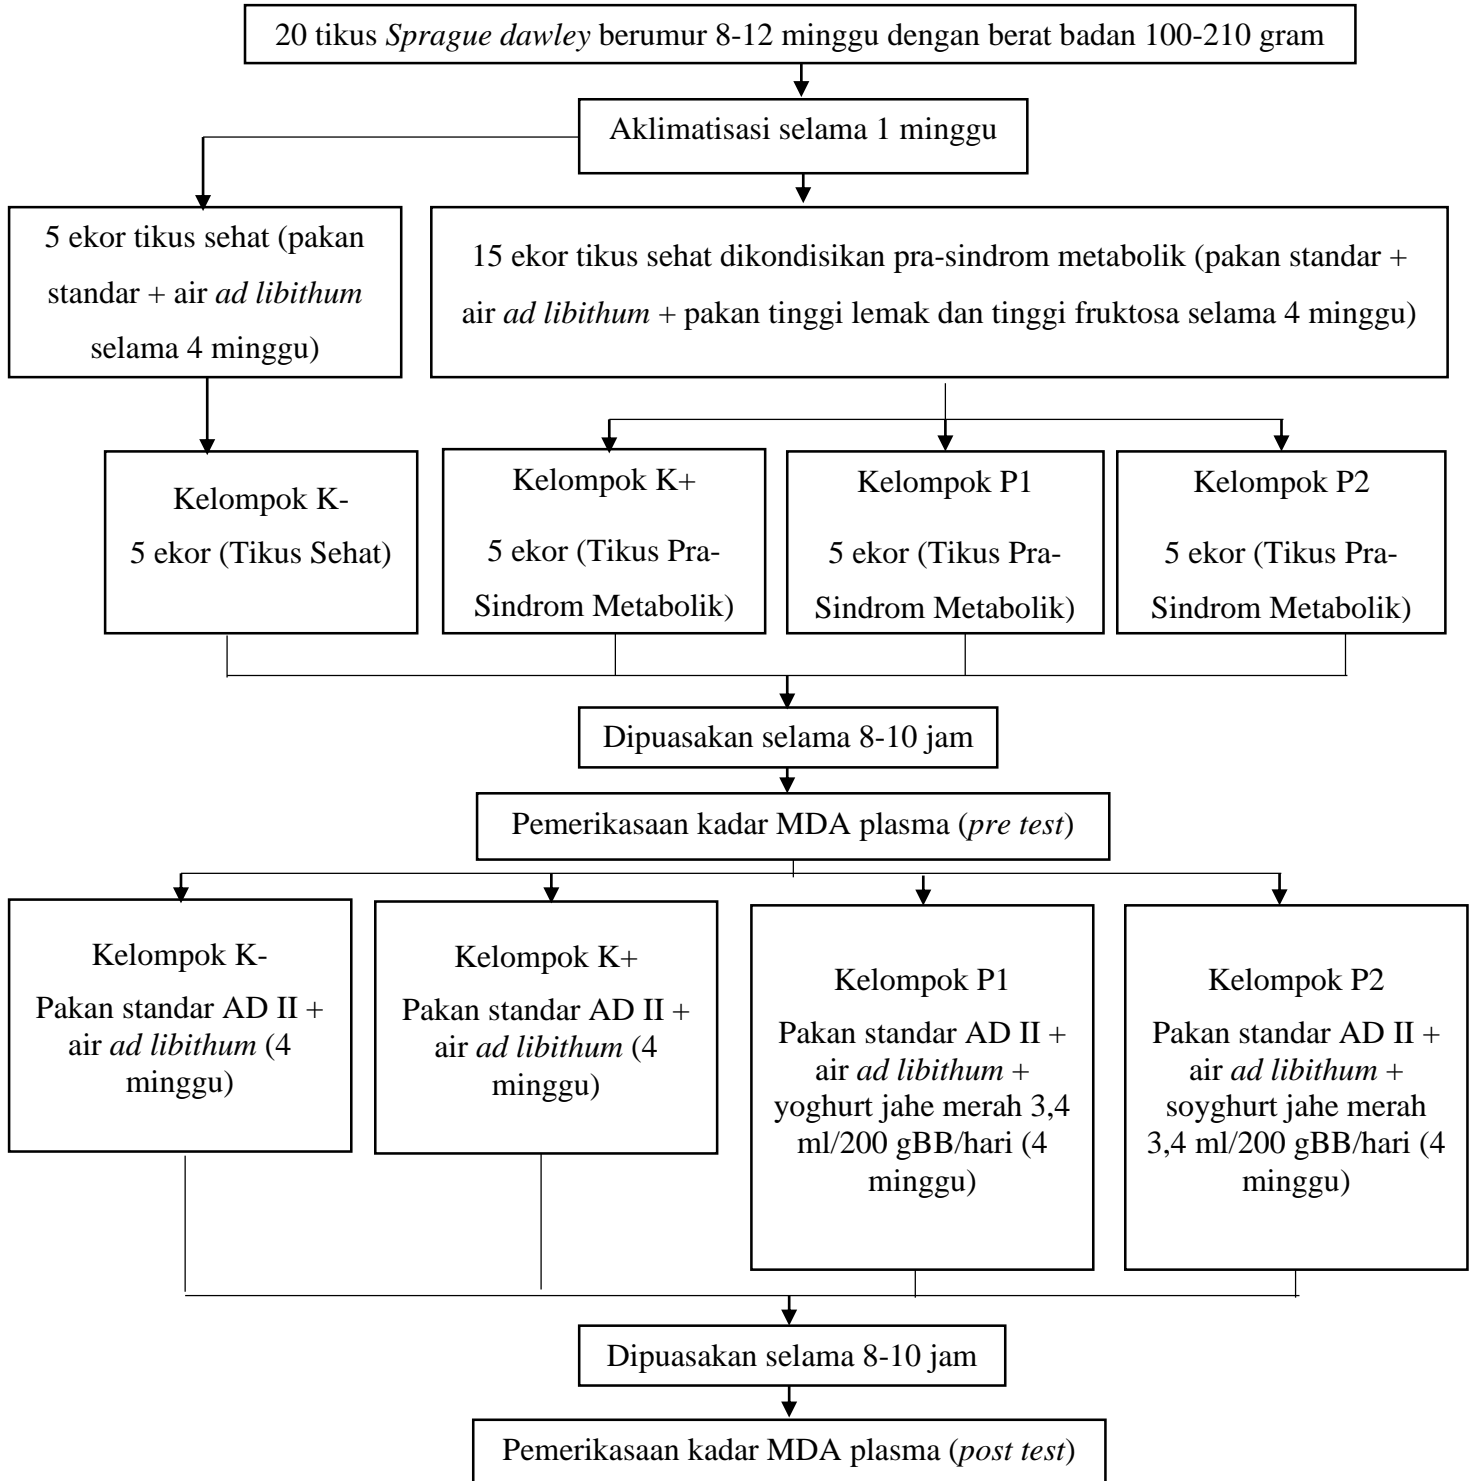 20 tikus Sprague dawley berumur 8-12 minggu dengan berat badan 100-210 gram
Aklimatisasi selama 1 minggu
5 ekor tikus sehat (pakan
standar + air ad libithum
selama 4 minggu)
15 ekor tikus sehat dikondisikan pra-sindrom metabolik (pakan standar +
air ad libithum + pakan tinggi lemak dan tinggi fruktosa selama 4 minggu)
Kelompok K-
5 ekor (Tikus Sehat)
Kelompok K+
5 ekor (Tikus Pra-
Sindrom Metabolik)
Kelompok P1
5 ekor (Tikus Pra-
Sindrom Metabolik)
Kelompok P2
5 ekor (Tikus Pra-
Sindrom Metabolik)
Dipuasakan selama 8-10 jam
Pemerikasaan kadar MDA plasma (pre test)
Kelompok K-
Pakan standar AD II +
air ad libithum (4
minggu)
Kelompok K+
Pakan standar AD II +
air ad libithum (4
minggu)
Kelompok P1
Pakan standar AD II +
air ad libithum +
yoghurt jahe merah 3,4
ml/200 gBB/hari (4
minggu)
Kelompok P2
Pakan standar AD II +
air ad libithum +
soyghurt jahe merah
3,4 ml/200 gBB/hari (4
minggu)
Dipuasakan selama 8-10 jam
Pemerikasaan kadar MDA plasma (post test)